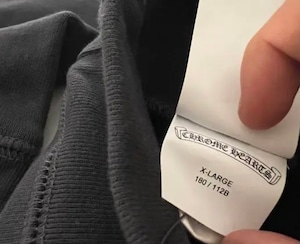 CHROME HEARTS
X-LARGE
180 / 112B